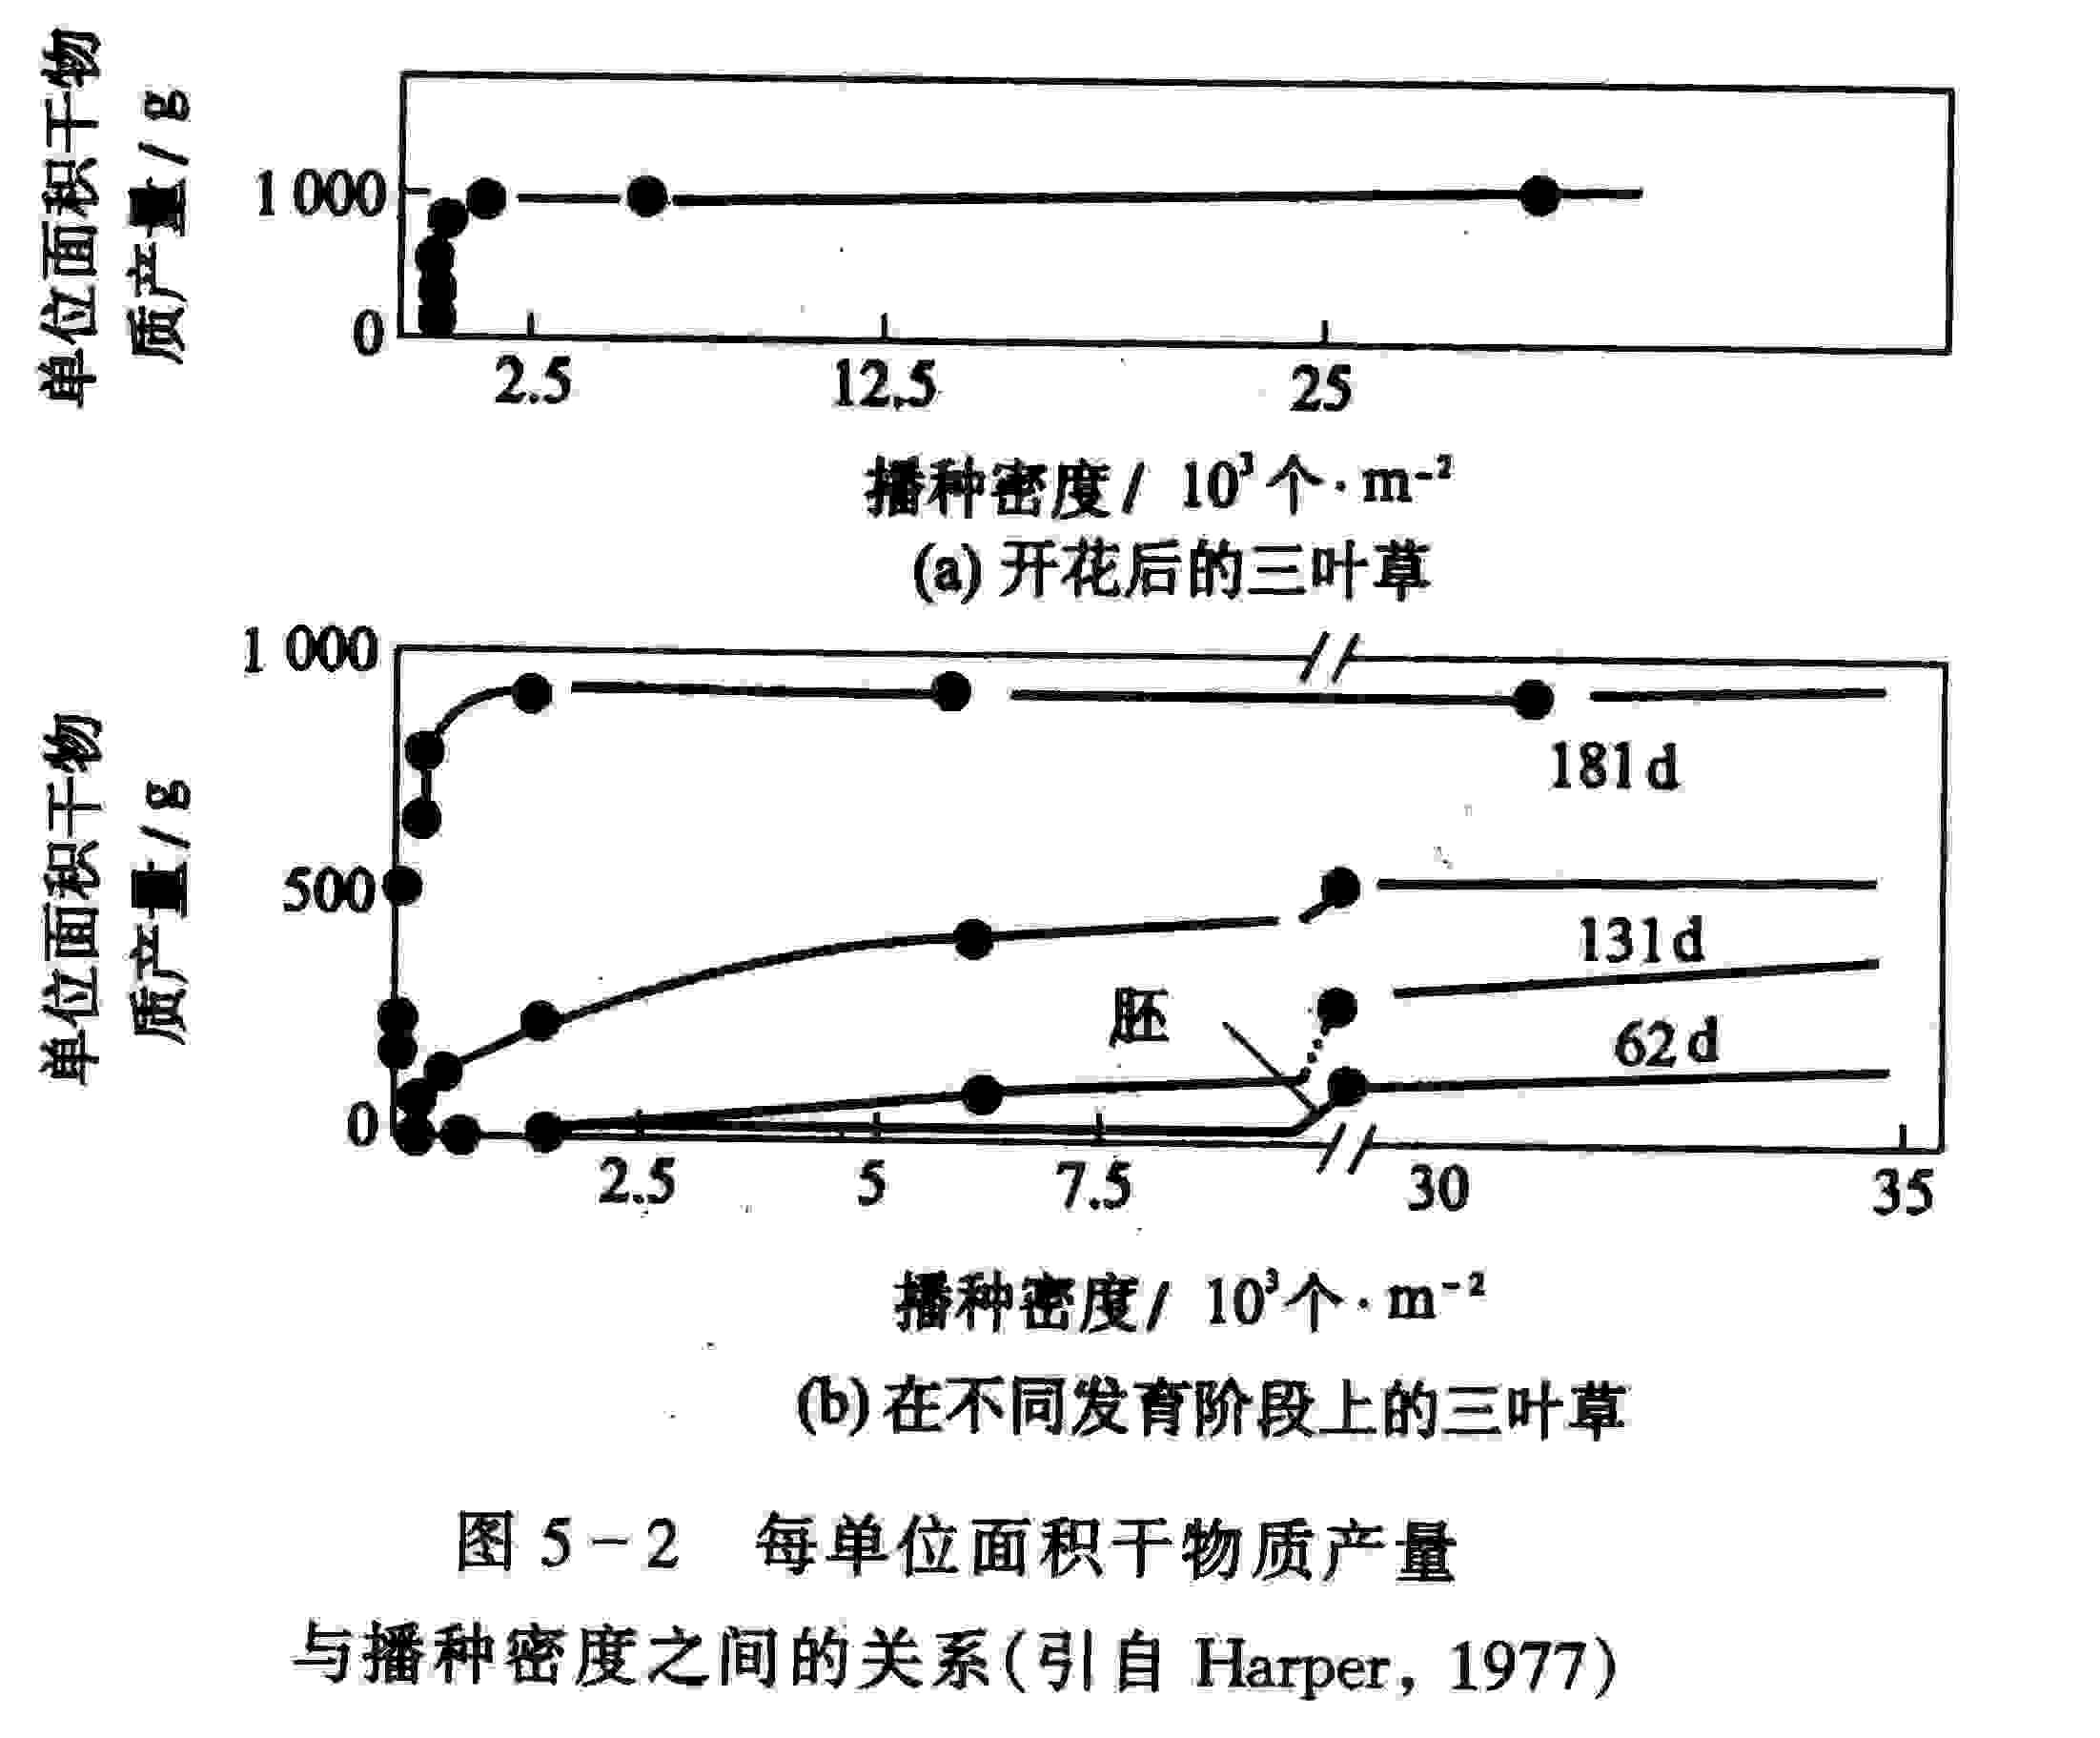 单位面积干物
质产量/g
1 000
0
2.5 12.5 25
播种密度/ 10³个·m⁻²
(a) 开花后的三叶草
单位面积干物
质产量/g
1 000
500
0
181d
131d
胚
62d
2.5 5 7.5 30 35
播种密度/ 10³个·m⁻²
(b) 在不同发育阶段上的三叶草
图 5-2 每单位面积干物质产量
与播种密度之间的关系(引自 Harper, 1977)